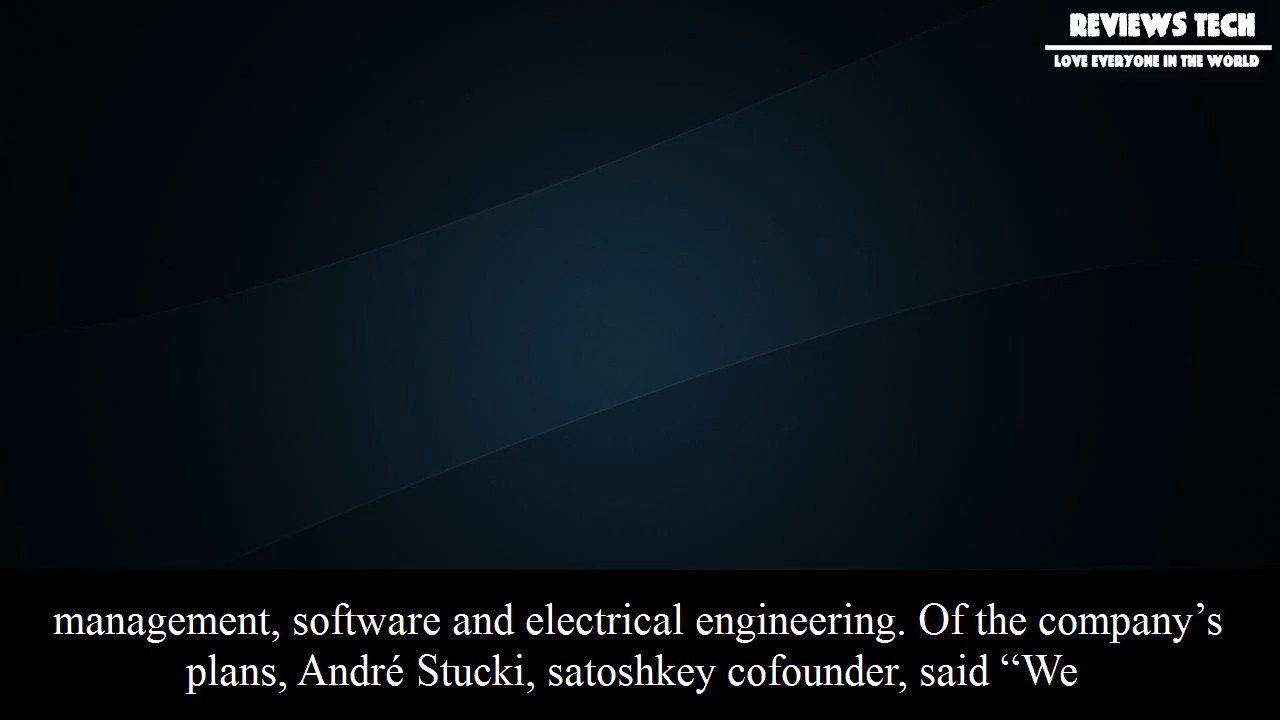 REVIEWS TECH
LOVE EVERYONE IN THE WORLD
management, software and electrical engineering. Of the company’s
plans, André Stucki, satoshkey cofounder, said “We